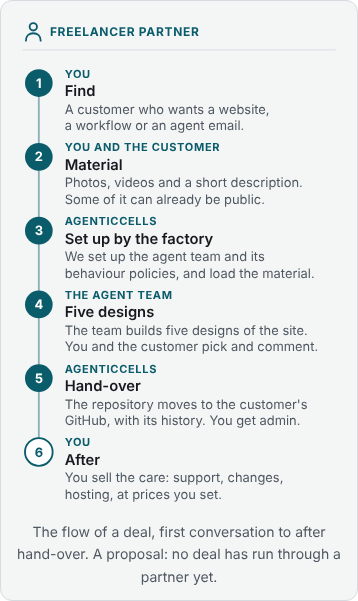 FREELANCER PARTNER
1
YOU
Find
A customer who wants a website,
a workflow or an agent email.
2
YOU AND THE CUSTOMER
Material
Photos, videos and a short description.
Some of it can already be public.
3
AGENTICCELLS
Set up by the factory
We set up the agent team and its
behaviour policies, and load the material.
4
THE AGENT TEAM
Five designs
The team builds five designs of the site.
You and the customer pick and comment.
5
AGENTICCELLS
Hand-over
The repository moves to the customer's
GitHub, with its history. You get admin.
6
YOU
After
You sell the care: support, changes,
hosting, at prices you set.
The flow of a deal, first conversation to after
hand-over. A proposal: no deal has run through a
partner yet.